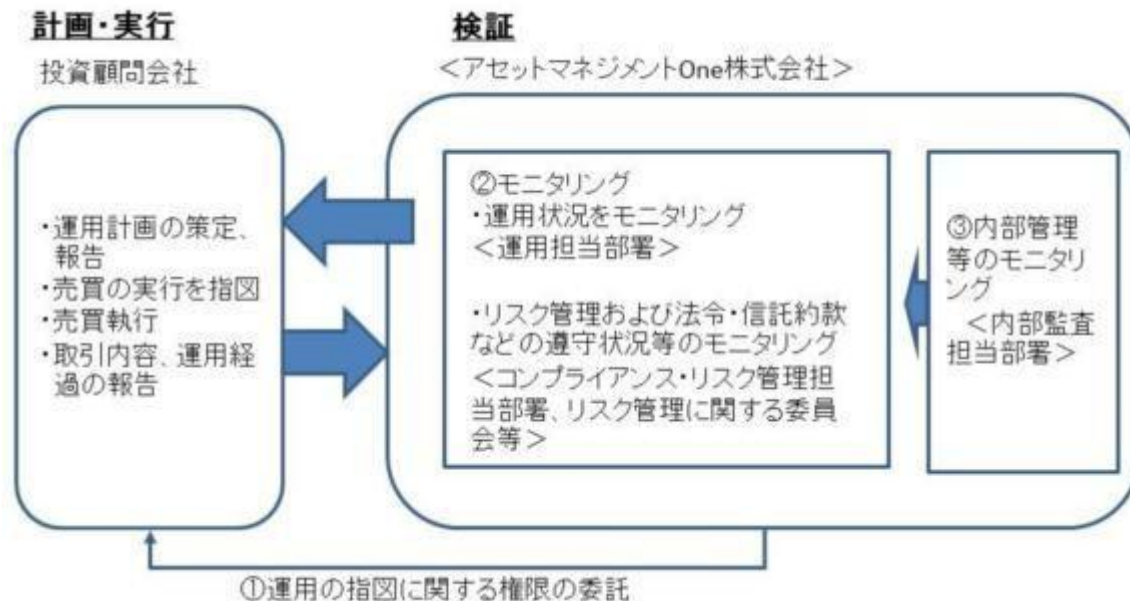 計画・実行
投資顧問会社
・運用計画の策定、
報告
・売買の実行を指図
・売買執行
・取引内容、運用経
過の報告
検証
＜アセットマネジメントOne株式会社＞
②モニタリング
・運用状況をモニタリング
＜運用担当部署＞
・リスク管理および法令・信託約款
などの遵守状況等のモニタリング
＜コンプライアンス・リスク管理担
当部署、リスク管理に関する委員
会等＞
③内部管理
等のモニタリ
ング
＜内部監査
担当部署＞
①運用の指図に関する権限の委託